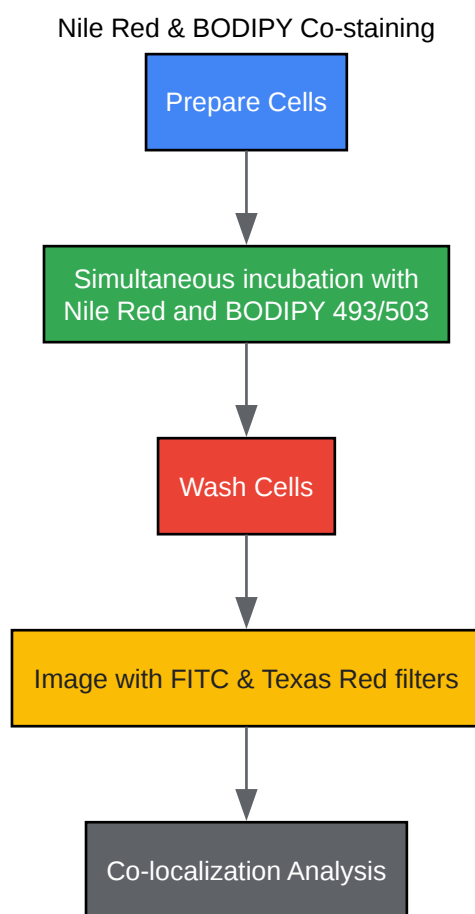 Nile Red & BODIPY Co-staining
Prepare Cells
Simultaneous incubation with
Nile Red and BODIPY 493/503
Wash Cells
Image with FITC & Texas Red filters
Co-localization Analysis